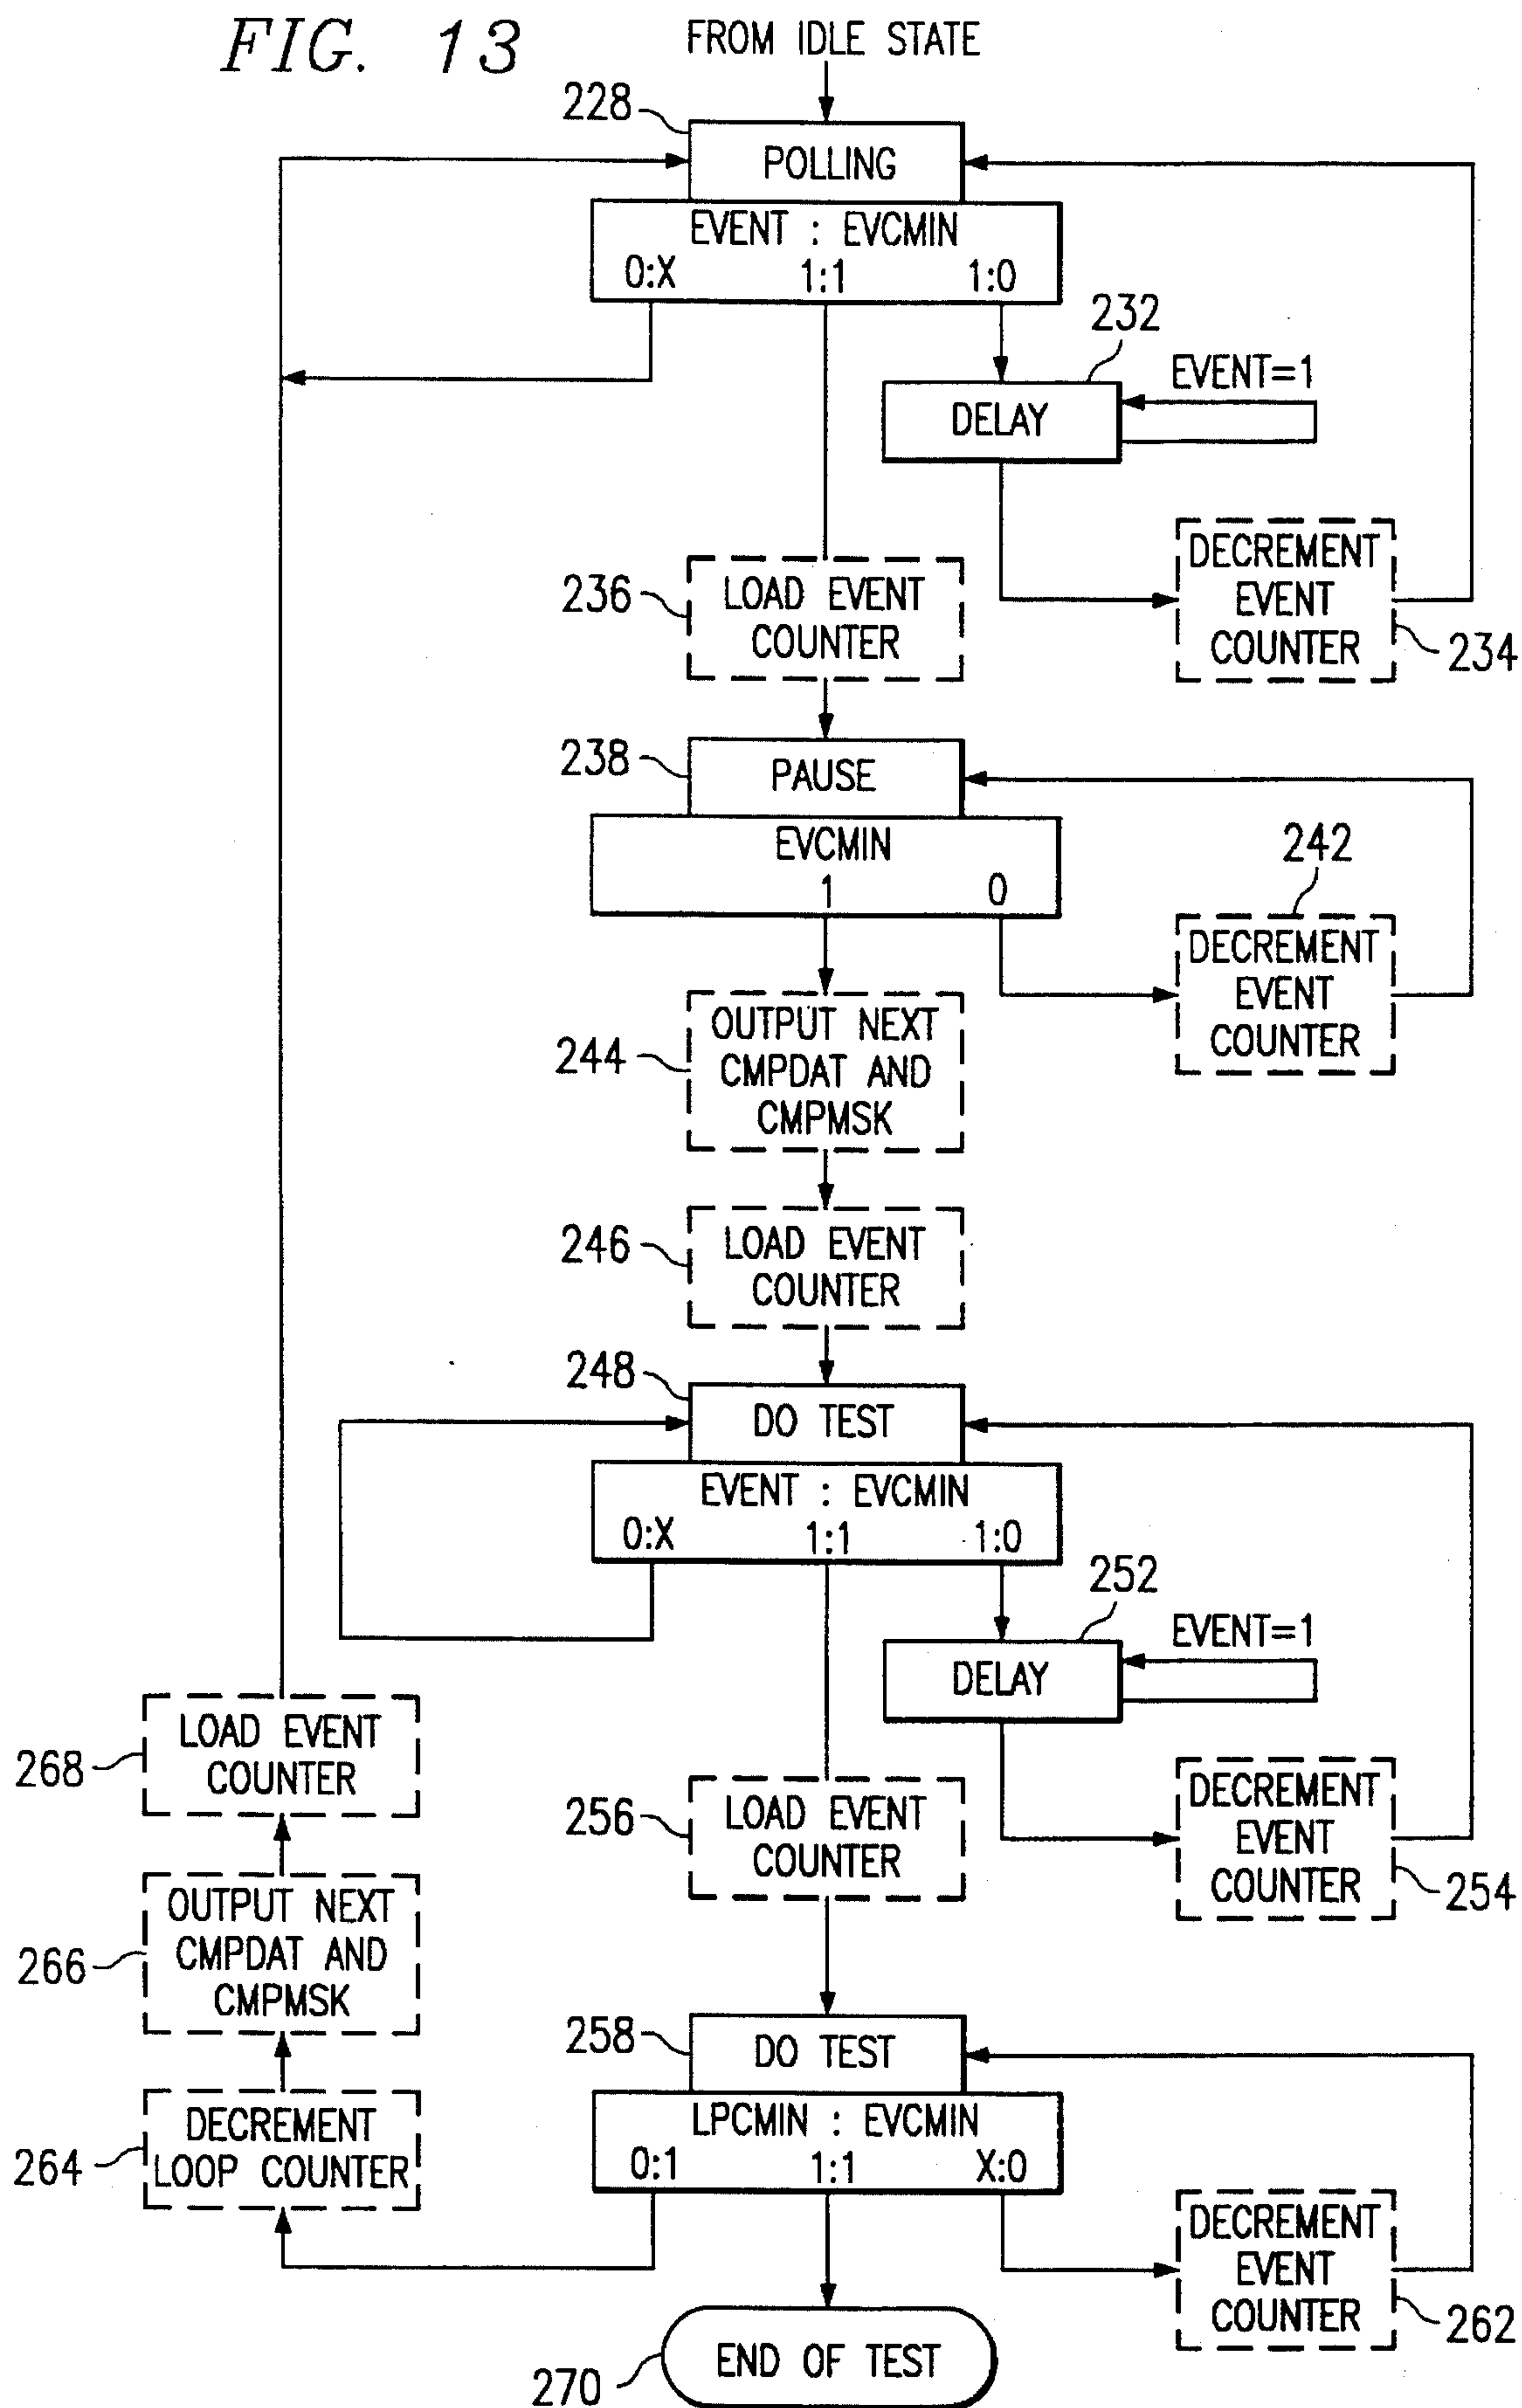 FIG. 13
FROM IDLE STATE
228
POLLING
EVENT : EVCMIN
0:X 1:1 1:0
232
EVENT=1
DELAY
236
LOAD EVENT
COUNTER
DECREMENT
EVENT
COUNTER
234
238
PAUSE
EVCMIN
1 0
242
DECREMENT
EVENT
COUNTER
244
OUTPUT NEXT
CMPDAT AND
CMPMSK
246
LOAD EVENT
COUNTER
248
DO TEST
EVENT : EVCMIN
0:X 1:1 1:0
252
EVENT=1
DELAY
268
LOAD EVENT
COUNTER
256
LOAD EVENT
COUNTER
DECREMENT
EVENT
COUNTER
254
266
OUTPUT NEXT
CMPDAT AND
CMPMSK
258
DO TEST
LPCMIN : EVCMIN
0:1 1:1 X:0
264
DECREMENT
LOOP COUNTER
DECREMENT
EVENT
COUNTER
262
270
END OF TEST